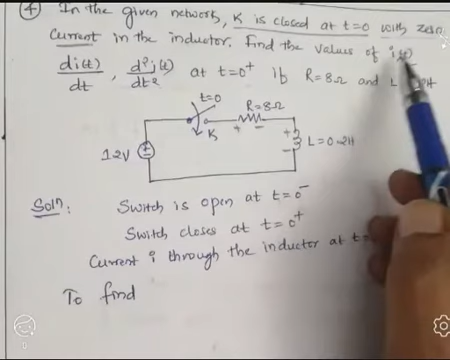 ④ In the given network, K is closed at t=0 with zero
current in the inductor. Find the values of i(t)
di(t)/dt , d²i(t)/dt² at t=0⁺ if R=8Ω and L
t=0
R=8Ω
K
+ −
12V
+
−
L=0.2H
Soln: Switch is open at t=0⁻
Switch closes at t=0⁺
Current i through the inductor at t=
To find